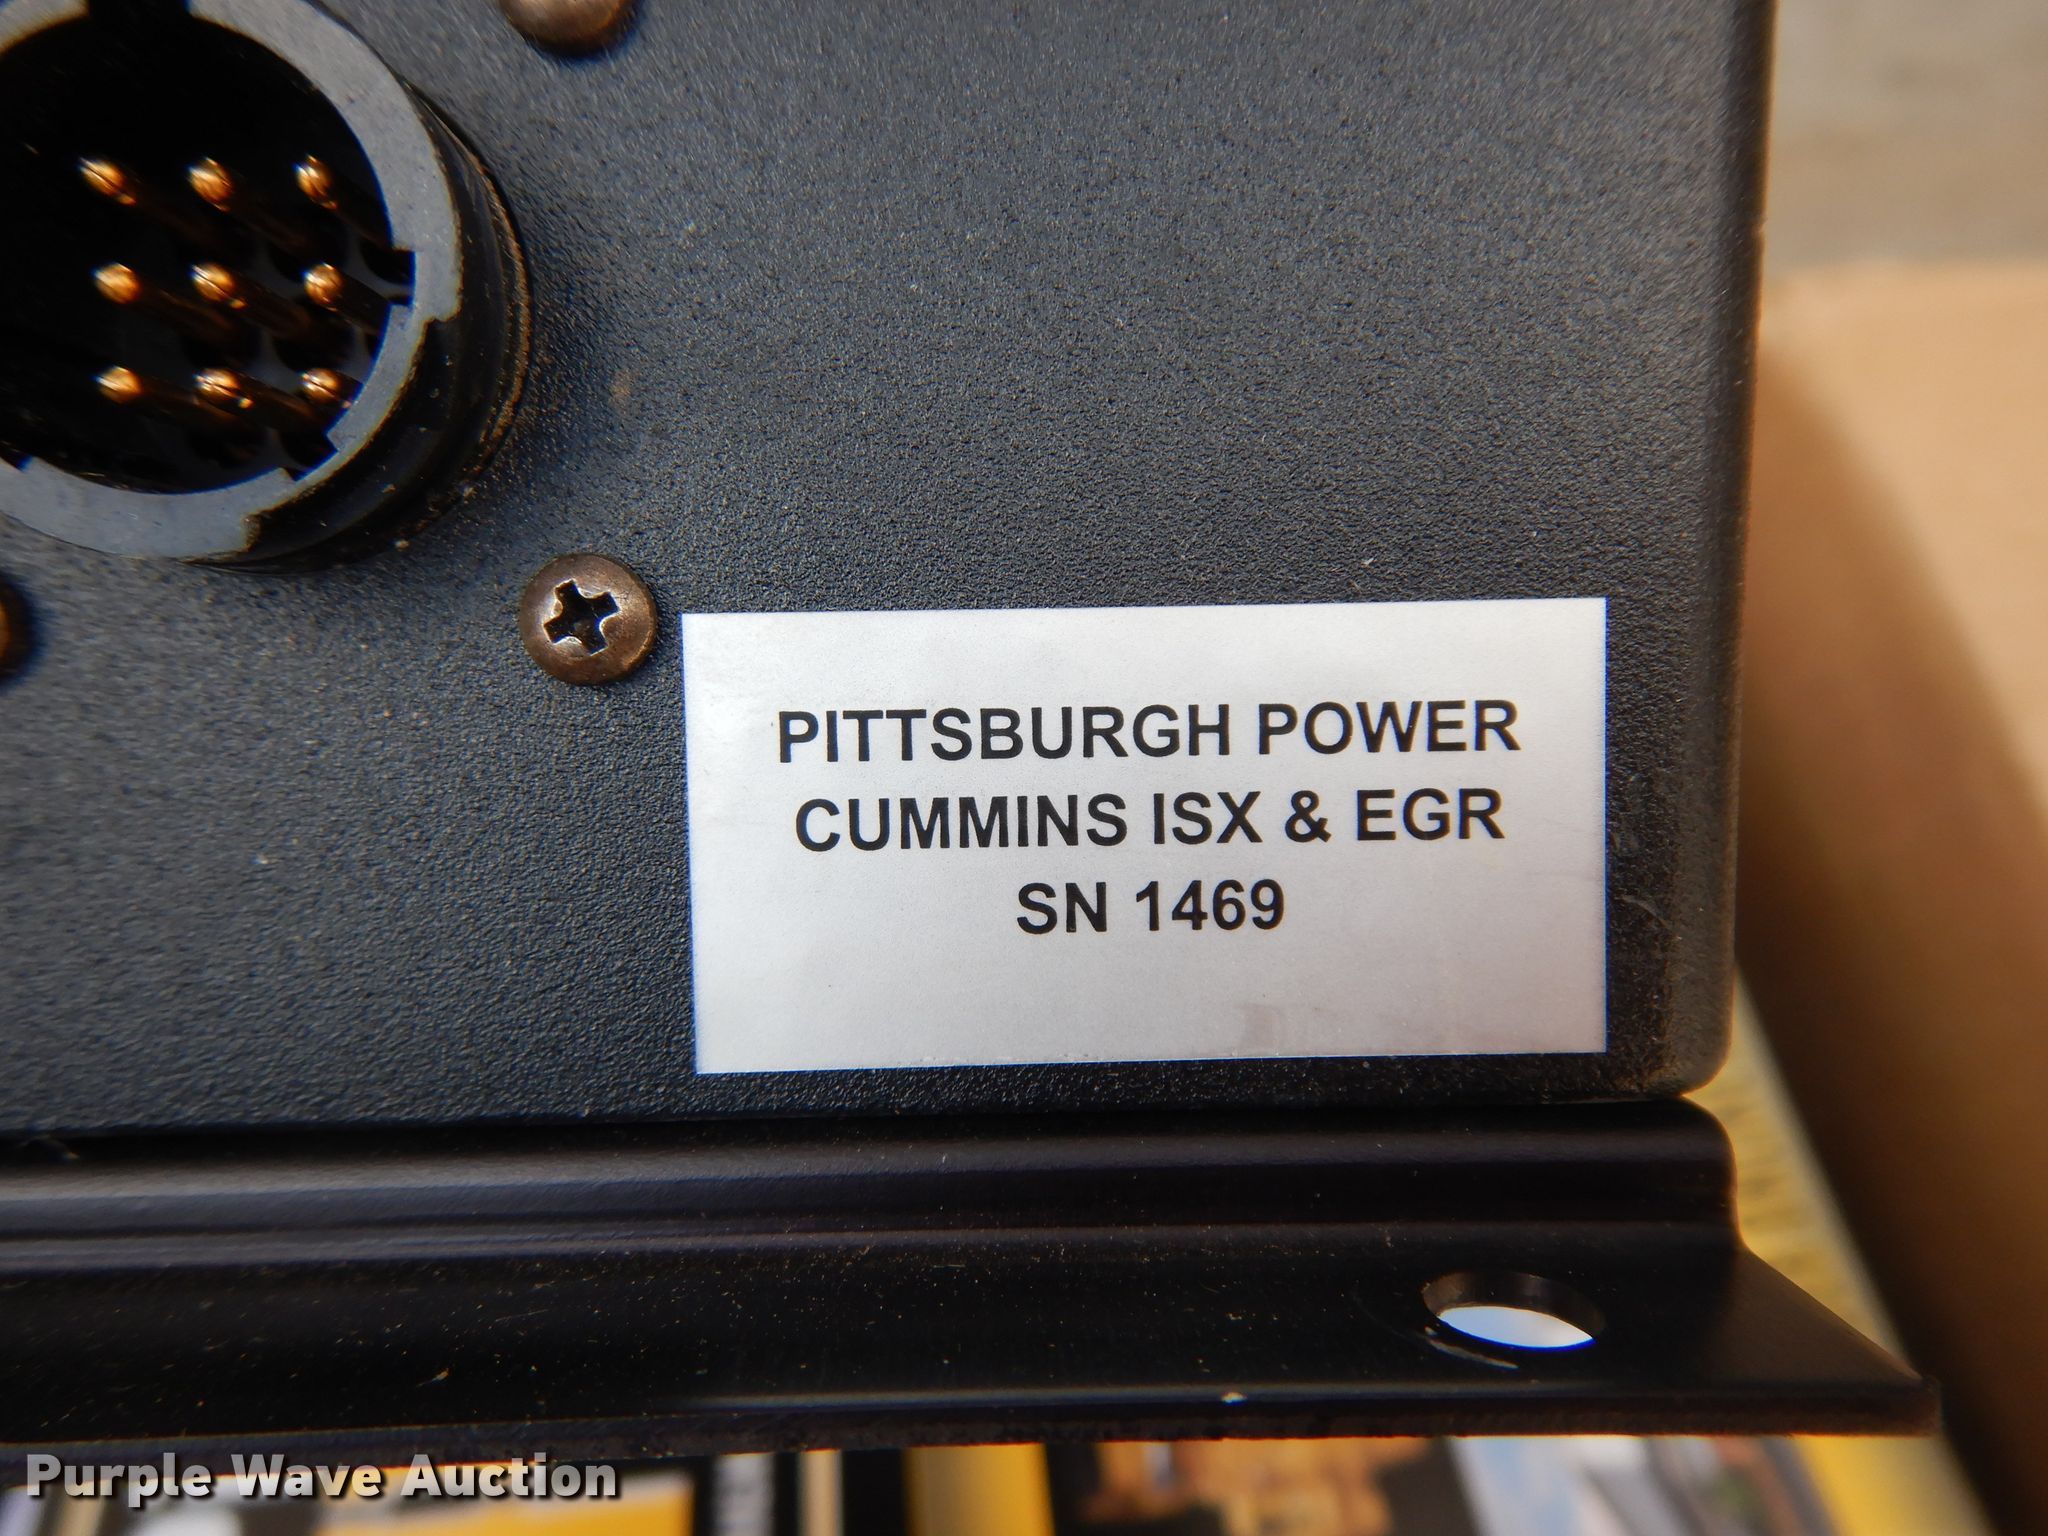 PITTSBURGH POWER
CUMMINS ISX & EGR
SN 1469
Purple Wave Auction